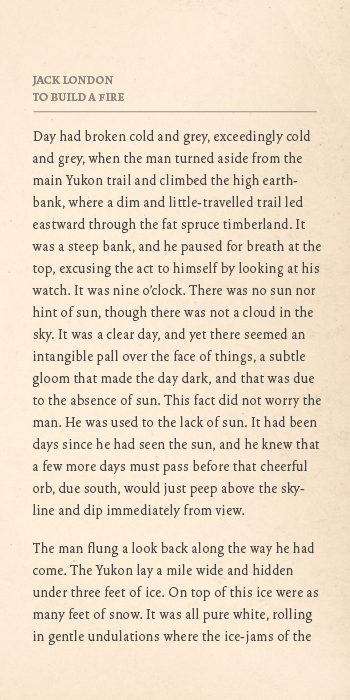 JACK LONDON
TO BUILD A FIRE
Day had broken cold and grey, exceedingly cold
and grey, when the man turned aside from the
main Yukon trail and climbed the high earth-
bank, where a dim and little-travelled trail led
eastward through the fat spruce timberland. It
was a steep bank, and he paused for breath at the
top, excusing the act to himself by looking at his
watch. It was nine o'clock. There was no sun nor
hint of sun, though there was not a cloud in the
sky. It was a clear day, and yet there seemed an
intangible pall over the face of things, a subtle
gloom that made the day dark, and that was due
to the absence of sun. This fact did not worry the
man. He was used to the lack of sun. It had been
days since he had seen the sun, and he knew that
a few more days must pass before that cheerful
orb, due south, would just peep above the sky-
line and dip immediately from view.
The man flung a look back along the way he had
come. The Yukon lay a mile wide and hidden
under three feet of ice. On top of this ice were as
many feet of snow. It was all pure white, rolling
in gentle undulations where the ice-jams of the